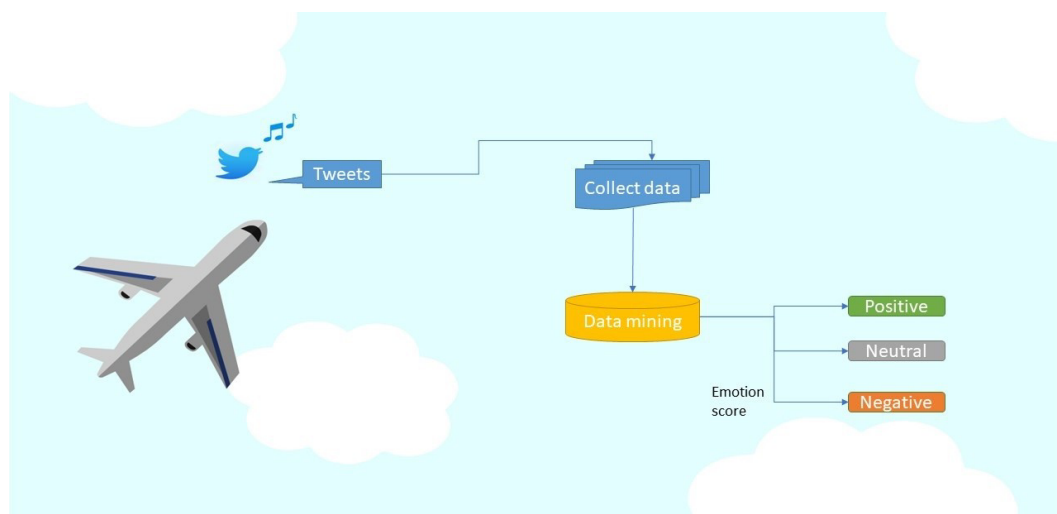 Tweets
Collect data
Data mining
Positive
Neutral
Negative
Emotion
score